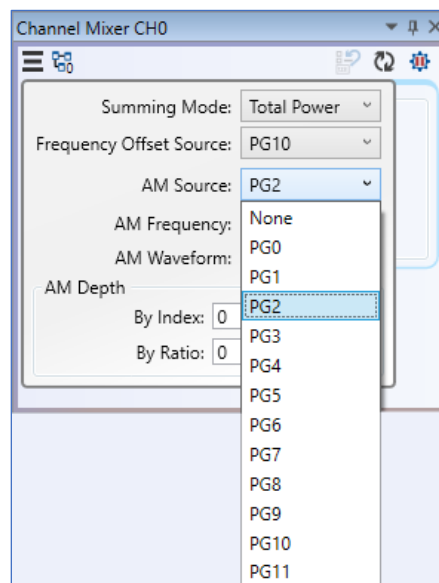 Channel Mixer CH0
Summing Mode: Total Power
Frequency Offset Source: PG10
AM Source: PG2
AM Frequency:
AM Waveform:
AM Depth
By Index: 0
By Ratio: 0
None
PG0
PG1
PG2
PG3
PG4
PG5
PG6
PG7
PG8
PG9
PG10
PG11